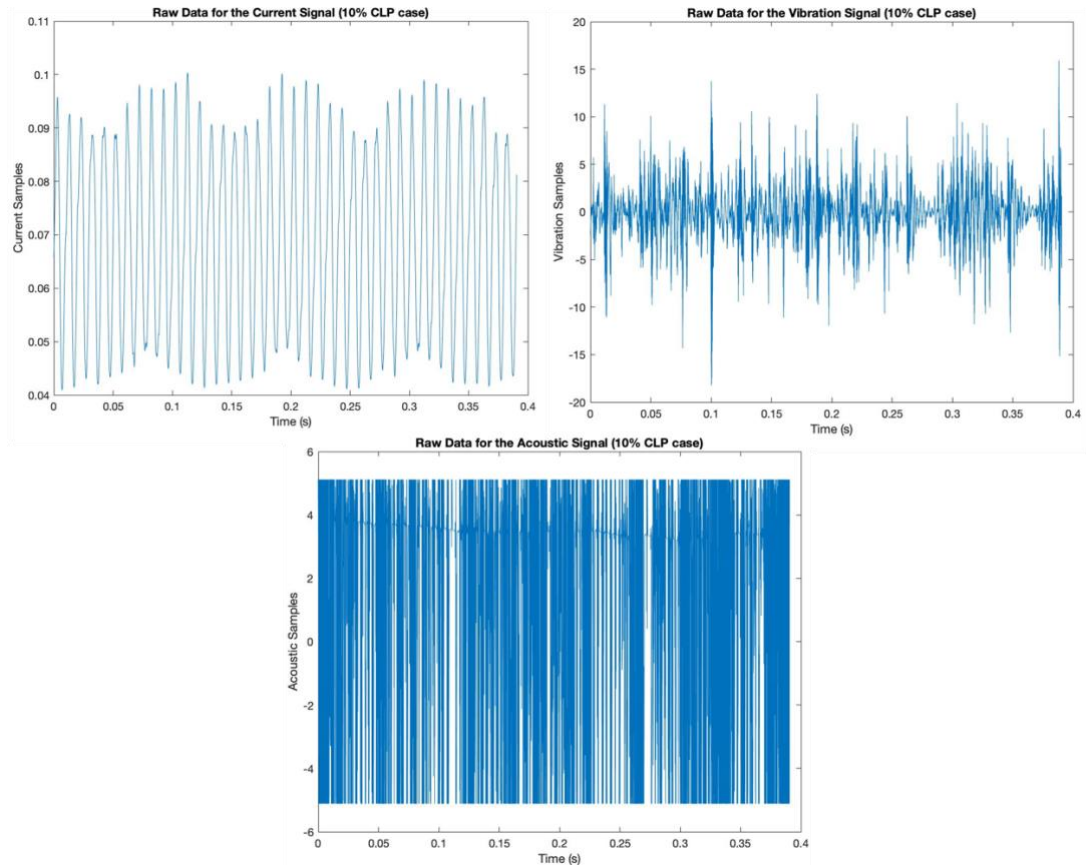 Raw Data for the Current Signal (10% CLP case)
0.11
0.1
0.09
0.08
0.07
0.06
0.05
0.04
Current Samples
0 0.05 0.1 0.15 0.2 0.25 0.3 0.35 0.4
Time (s)
Raw Data for the Vibration Signal (10% CLP case)
20
15
10
5
0
-5
-10
-15
-20
Vibration Samples
0 0.05 0.1 0.15 0.2 0.25 0.3 0.35 0.4
Time (s)
Raw Data for the Acoustic Signal (10% CLP case)
6
4
2
0
-2
-4
-6
Acoustic Samples
0 0.05 0.1 0.15 0.2 0.25 0.3 0.35 0.4
Time (s)